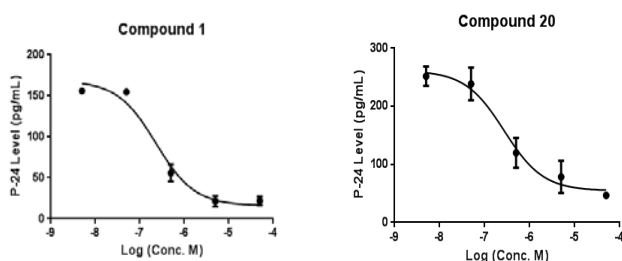 Compound 1
200
150
100
50
0
P-24 Level (pg/mL)
-9 -8 -7 -6 -5 -4
Log (Conc. M)
Compound 20
300
200
100
0
P-24 Level (pg/mL)
-9 -8 -7 -6 -5 -4
Log (Conc. M)